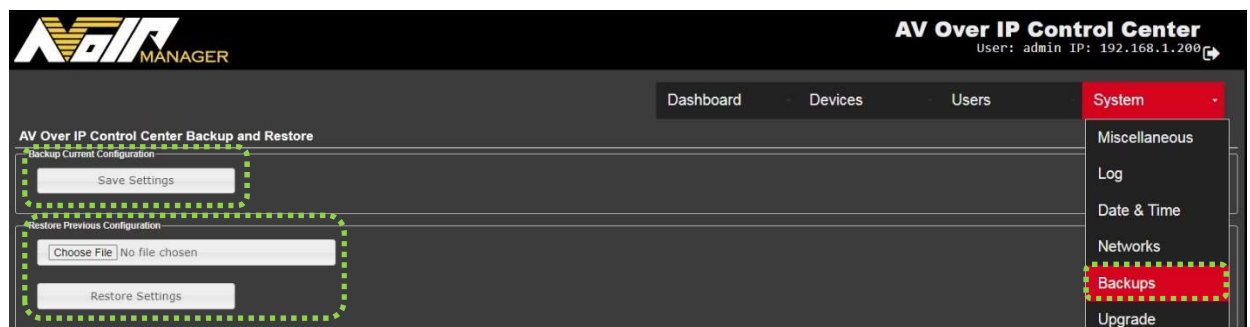 AVoIP MANAGER
AV Over IP Control Center
User: admin IP: 192.168.1.200
Dashboard - Devices - Users - System -
AV Over IP Control Center Backup and Restore
Miscellaneous
Backup Current Configuration
Save Settings
Log
Date & Time
Restore Previous Configuration
Networks
Choose File No file chosen
Backups
Restore Settings
Upgrade